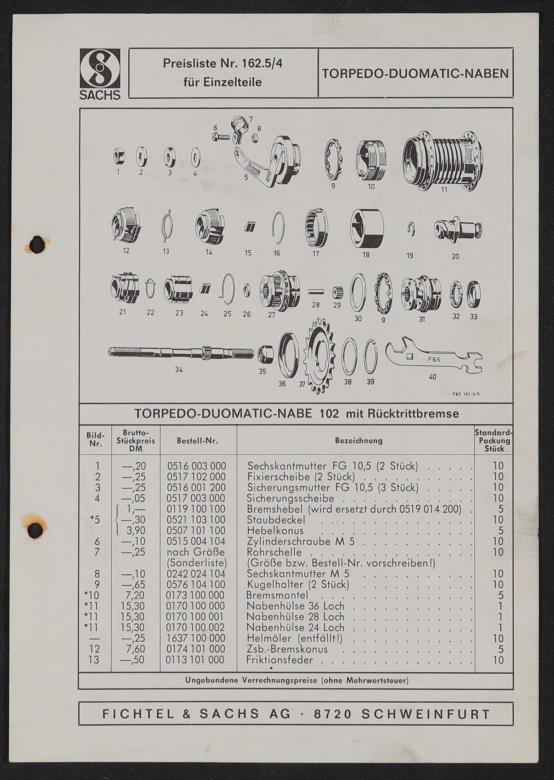 SACHS
Preisliste Nr. 162.5/4
für Einzelteile
TORPEDO-DUOMATIC-NABEN
6 7 8
1 2 3 4 5 9 10 11
12 13 14 15 16 17 18 19 20
21 22 23 24 25 26 27 28 29 30 9 31 32 33
F&S
34 35 36 37 38 39 40
TORPEDO-DUOMATIC-NABE 102 mit Rücktrittbremse
Bild-Nr. Brutto-Stückpreis DM Bestell-Nr. Bezeichnung Standard-Packung Stück
1 —,20 0516 003 000 Sechskantmutter FG 10,5 (2 Stück) 10
2 —,25 0517 102 000 Fixierscheibe (2 Stück) 10
3 —,25 0516 001 200 Sicherungsmutter FG 10,5 (3 Stück) 10
4 —,05 0517 003 000 Sicherungsscheibe 10
1,— 0119 100 100 Bremshebel (wird ersetzt durch 0519 014 200) 5
*5 —,30 0521 103 100 Staubdeckel 10
3,90 0507 101 100 Hebelkonus 5
6 —,10 0515 004 104 Zylinderschraube M 5 10
7 —,25 nach Größe Rohrschelle 10
(Sonderliste) (Größe bzw. Bestell-Nr. vorschreiben!)
8 —,10 0242 024 104 Sechskantmutter M 5 10
9 —,65 0576 104 100 Kugelhalter (2 Stück) 10
*10 7,20 0173 100 000 Bremsmantel 5
*11 15,30 0170 100 000 Nabenhülse 36 Loch 1
*11 15,30 0170 100 001 Nabenhülse 28 Loch 1
*11 15,30 0170 100 002 Nabenhülse 24 Loch 1
— —,25 1637 100 000 Helmöler (entfällt!) 10
12 7,60 0174 101 000 Zsb.-Bremskonus 5
13 —,50 0113 101 000 Friktionsfeder 10
Ungebundene Verrechnungspreise (ohne Mehrwertsteuer)
FICHTEL & SACHS AG · 8720 SCHWEINFURT